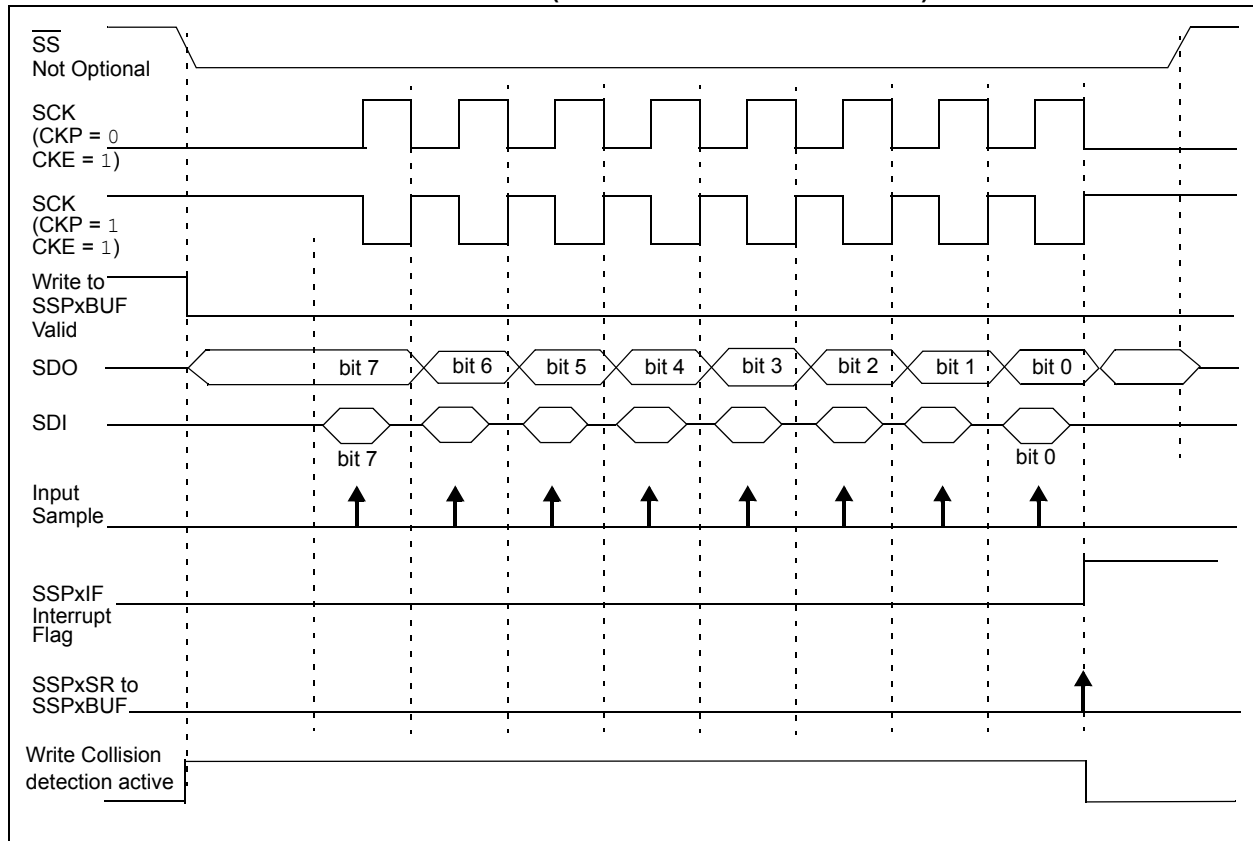 SS
Not Optional
SCK
(CKP = 0
CKE = 1)
SCK
(CKP = 1
CKE = 1)
Write to
SSPxBUF
Valid
SDO
bit 7
bit 6
bit 5
bit 4
bit 3
bit 2
bit 1
bit 0
SDI
bit 7
bit 0
Input
Sample
SSPxIF
Interrupt
Flag
SSPxSR to
SSPxBUF
Write Collision
detection active